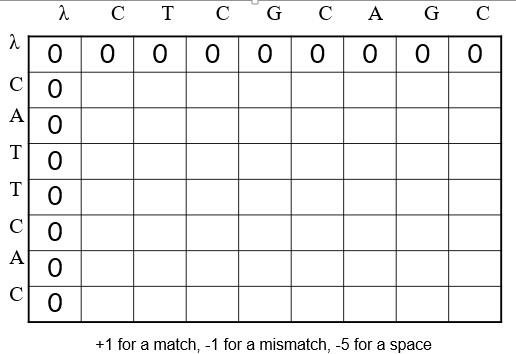 λ C T C G C A G C
λ 0 0 0 0 0 0 0 0 0
C 0
A 0
T 0
T 0
C 0
A 0
C 0
+1 for a match, -1 for a mismatch, -5 for a space